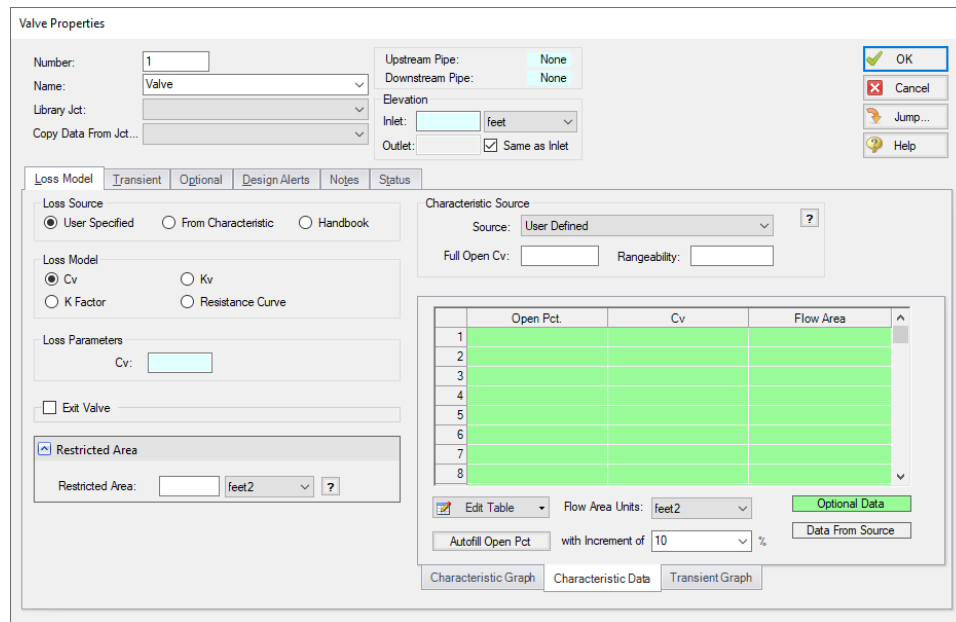 Valve Properties
Number: 1
Name: Valve
Library Jct:
Copy Data From Jct...
Upstream Pipe: None
Downstream Pipe: None
Elevation
Inlet: feet
Outlet: Same as Inlet
OK
Cancel
Jump...
Help
Loss Model Transient Optional Design Alerts Notes Status
Loss Source
User Specified From Characteristic Handbook
Loss Model
Cv Kv
K Factor Resistance Curve
Loss Parameters
Cv:
Exit Valve
Restricted Area
Restricted Area: feet2 ?
Characteristic Source
Source: User Defined ?
Full Open Cv: Rangeability:
Open Pct. Cv Flow Area
1
2
3
4
5
6
7
8
Edit Table Flow Area Units: feet2 Optional Data
Data From Source
Autofill Open Pct with Increment of 10 %
Characteristic Graph Characteristic Data Transient Graph